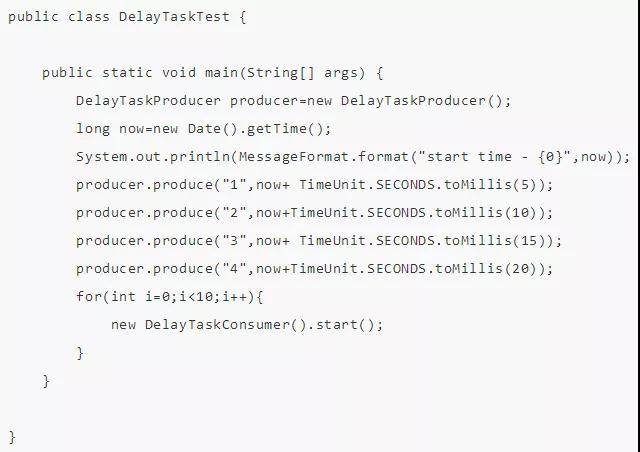 public class DelayTaskTest {
    public static void main(String[] args) {
        DelayTaskProducer producer=new DelayTaskProducer();
        long now=new Date().getTime();
        System.out.println(MessageFormat.format("start time - {0}",now));
        producer.produce("1",now+ TimeUnit.SECONDS.toMillis(5));
        producer.produce("2",now+TimeUnit.SECONDS.toMillis(10));
        producer.produce("3",now+ TimeUnit.SECONDS.toMillis(15));
        producer.produce("4",now+TimeUnit.SECONDS.toMillis(20));
        for(int i=0;i<10;i++){
            new DelayTaskConsumer().start();
        }
    }
}